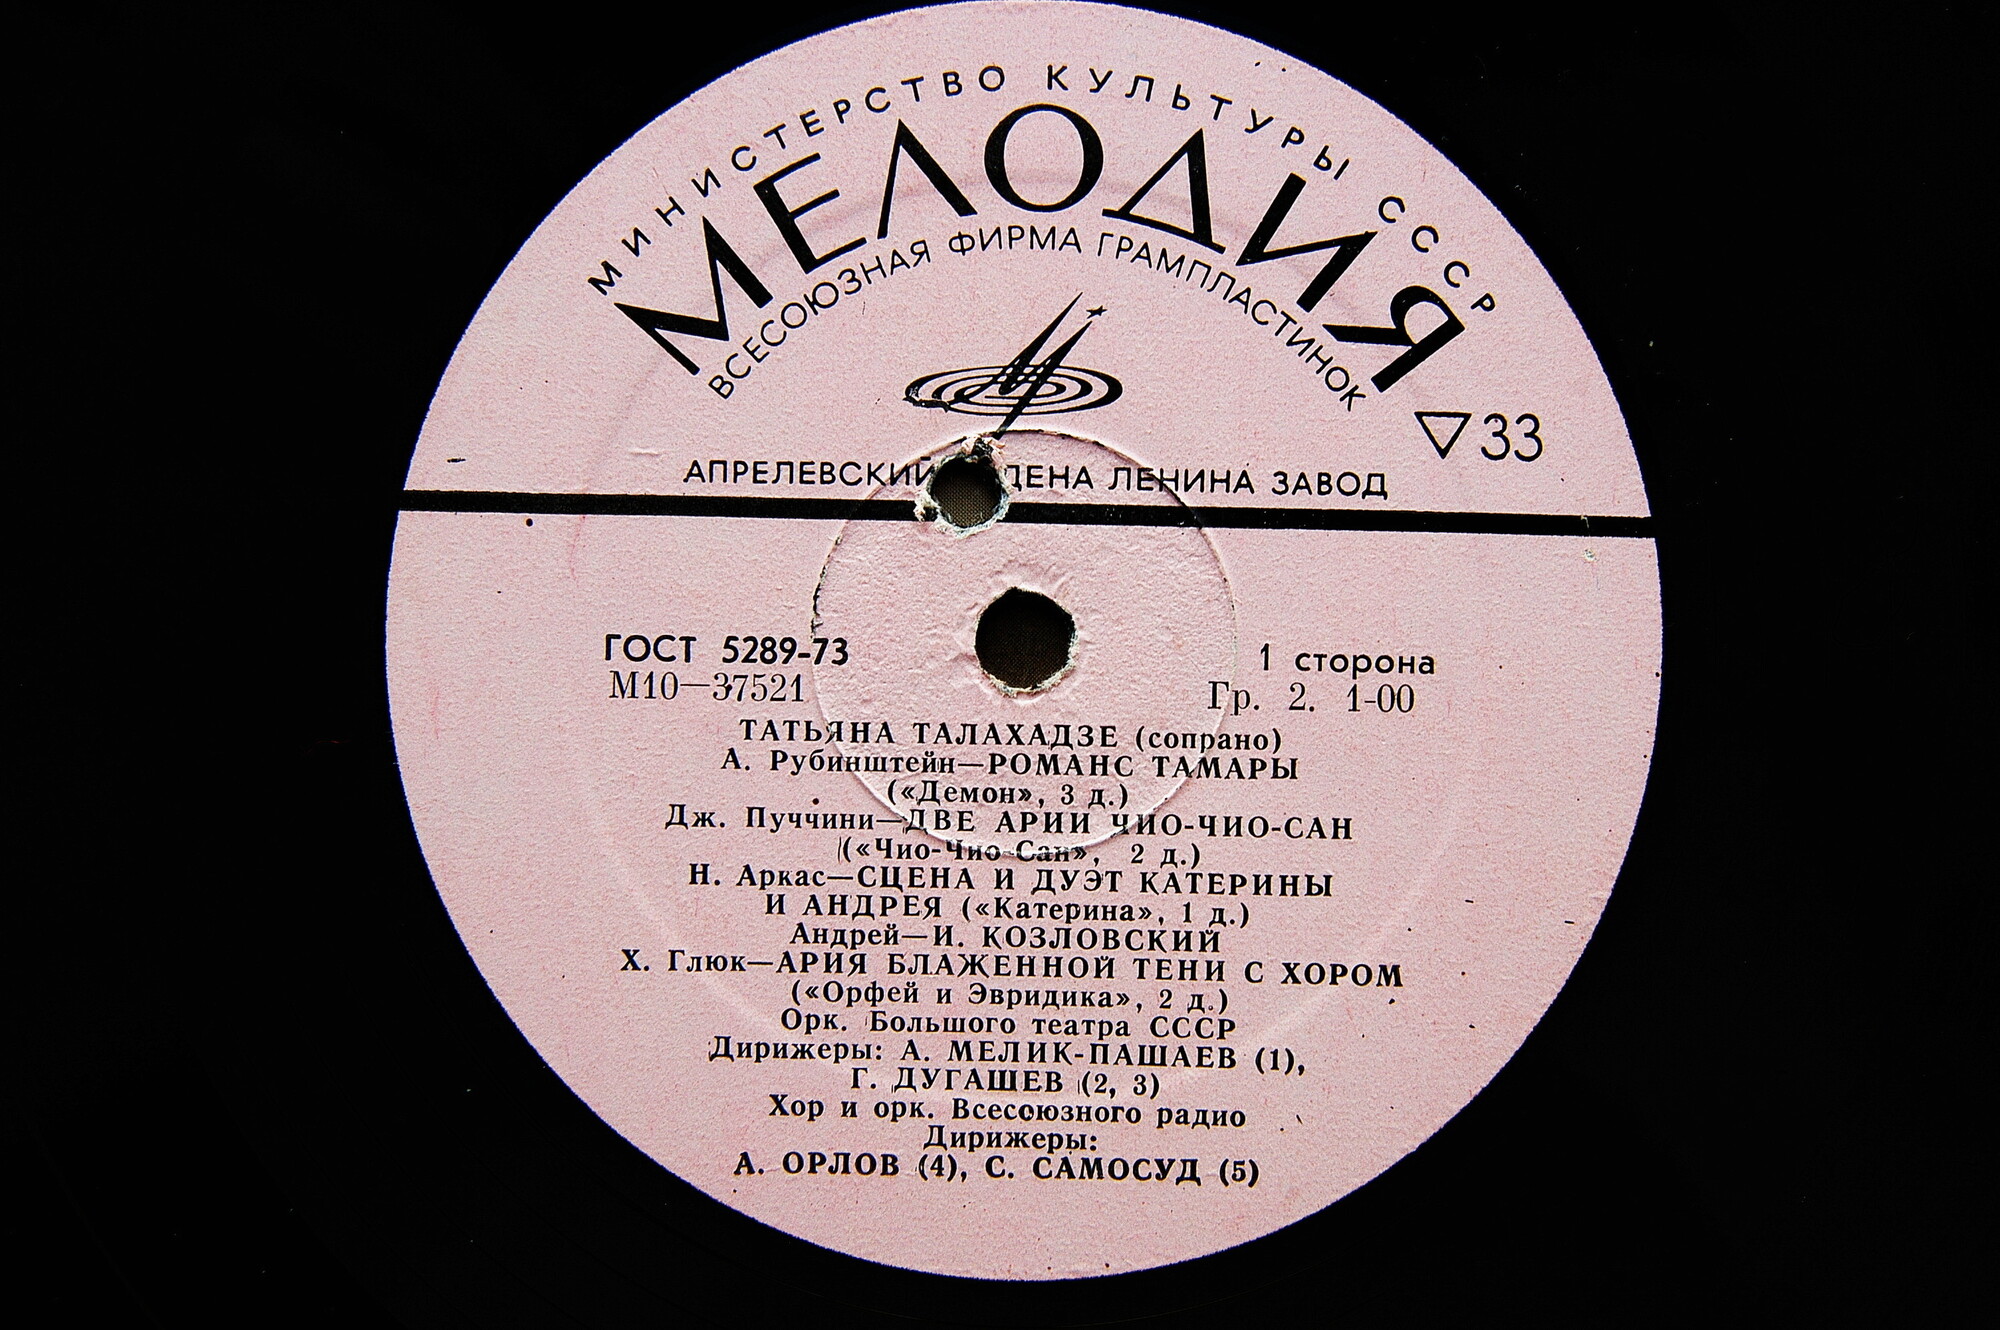 МИНИСТЕРСТВО КУЛЬТУРЫ СССР
МЕЛОДИЯ
ВСЕСОЮЗНАЯ ФИРМА ГРАМПЛАСТИНОК
33
АПРЕЛЕВСКИЙ ЛЕНИНА ЗАВОД
ГОСТ 5289-73
1 сторона
М10—37521
Гр. 2. 1-00
ТАТЬЯНА ТАЛАХАДЗЕ (сопрано)
А. Рубинштейн—РОМАНС ТАМАРЫ
(«Демон», 3 д.)
Дж. Пуччини—ДВЕ АРИИ ЧИО-ЧИО-САН
(«Чио-Чио-Сан», 2 д.)
Н. Аркас—СЦЕНА И ДУЭТ КАТЕРИНЫ
И АНДРЕЯ («Катерина», 1 д.)
Андрей—И. КОЗЛОВСКИЙ
Х. Глюк—АРИЯ БЛАЖЕННОЙ ТЕНИ С ХОРОМ
(«Орфей и Эвридика», 2 д.)
Орк. Большого театра СССР
Дирижеры: А. МЕЛИК-ПАШАЕВ (1),
Г. ДУГАШЕВ (2, 3)
Хор и орк. Всесоюзного радио
Дирижеры:
А. ОРЛОВ (4), С. САМОСУД (5)